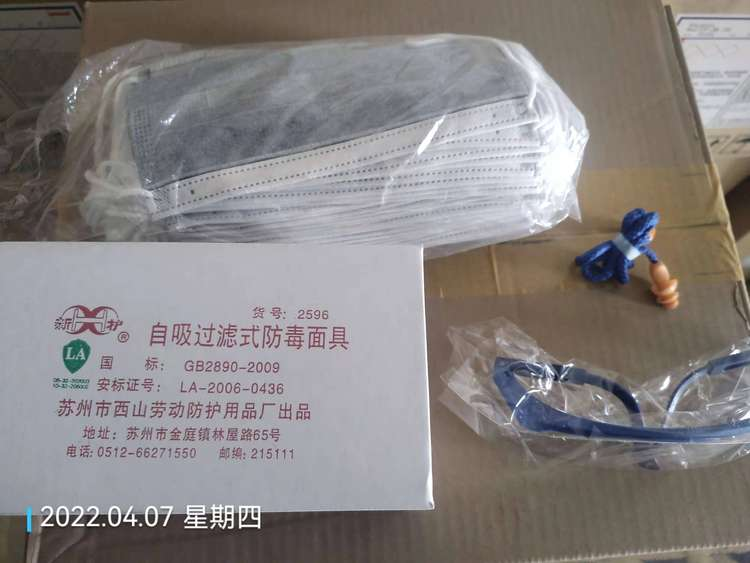 货号: 2596
新 护 ®
自吸过滤式防毒面具
LA
国 标: GB2890-2009
安标证号: LA-2006-0436
苏州市西山劳动防护用品厂出品
地址: 苏州市金庭镇林屋路65号
电话: 0512-66271550 邮编: 215111
2022.04.07 星期四